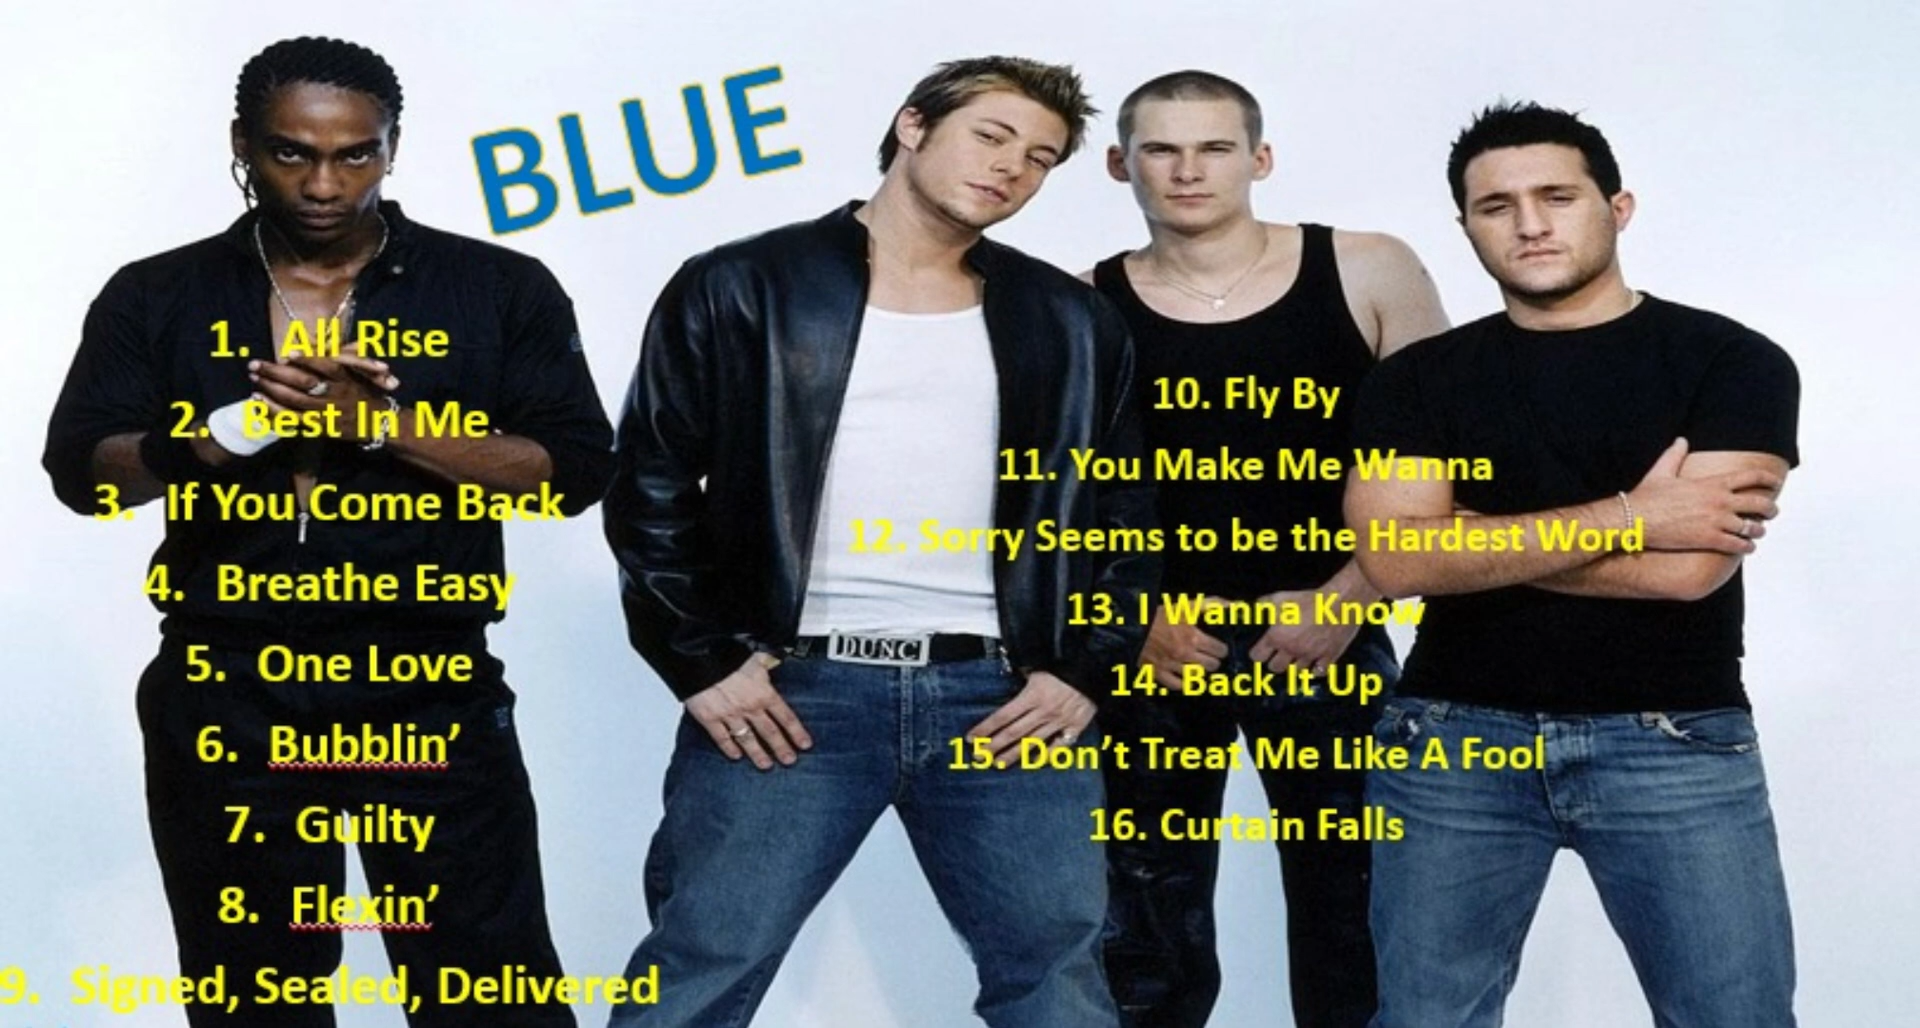 BLUE
1. All Rise
2. Best In Me
3. If You Come Back
4. Breathe Easy
5. One Love
6. Bubblin’
7. Guilty
8. Flexin’
9. Signed, Sealed, Delivered
10. Fly By
11. You Make Me Wanna
12. Sorry Seems to be the Hardest Word
13. I Wanna Know
14. Back It Up
15. Don’t Treat Me Like A Fool
16. Curtain Falls
DUNC